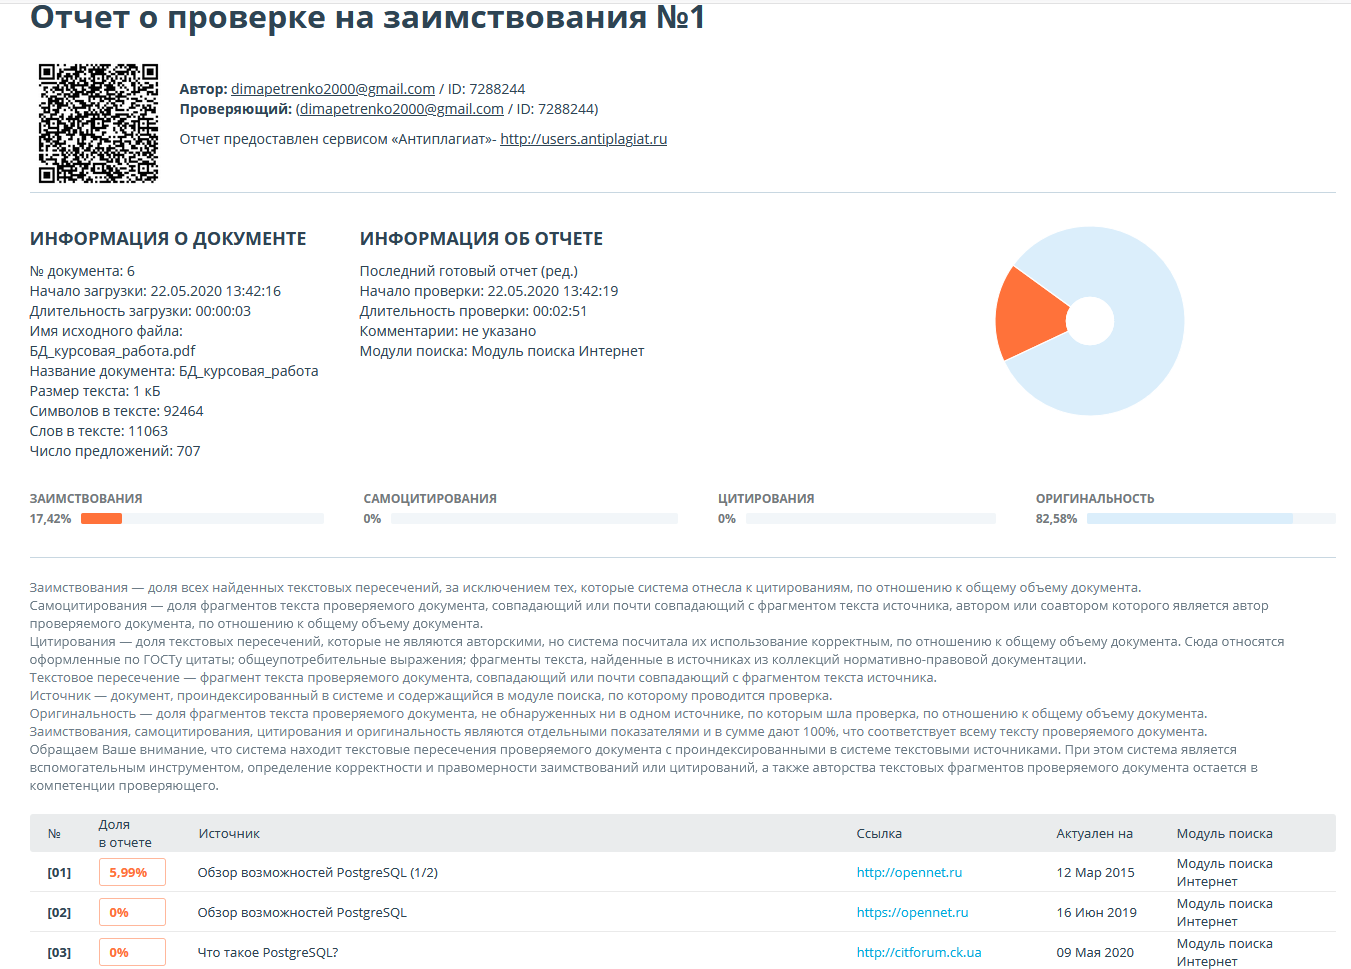 Отчет о проверке на заимствования №1
Автор: dimapetrenko2000@gmail.com / ID: 7288244
Проверяющий: (dimapetrenko2000@gmail.com / ID: 7288244)
Отчет предоставлен сервисом «Антиплагиат»- http://users.antiplagiat.ru
ИНФОРМАЦИЯ О ДОКУМЕНТЕ
№ документа: 6
Начало загрузки: 22.05.2020 13:42:16
Длительность загрузки: 00:00:03
Имя исходного файла:
БД_курсовая_работа.pdf
Название документа: БД_курсовая_работа
Размер текста: 1 кБ
Символов в тексте: 92464
Слов в тексте: 11063
Число предложений: 707
ИНФОРМАЦИЯ ОБ ОТЧЕТЕ
Последний готовый отчет (ред.)
Начало проверки: 22.05.2020 13:42:19
Длительность проверки: 00:02:51
Комментарии: не указано
Модули поиска: Модуль поиска Интернет
ЗАИМСТВОВАНИЯ
17,42%
САМОЦИТИРОВАНИЯ
0%
ЦИТИРОВАНИЯ
0%
ОРИГИНАЛЬНОСТЬ
82,58%
Заимствования — доля всех найденных текстовых пересечений, за исключением тех, которые система отнесла к цитированиям, по отношению к общему объему документа.
Самоцитирования — доля фрагментов текста проверяемого документа, совпадающий или почти совпадающий с фрагментом текста источника, автором или соавтором которого является автор
проверяемого документа, по отношению к общему объему документа.
Цитирования — доля текстовых пересечений, которые не являются авторскими, но система посчитала их использование корректным, по отношению к общему объему документа. Сюда относятся
оформленные по ГОСТу цитаты; общеупотребительные выражения; фрагменты текста, найденные в источниках из коллекций нормативно-правовой документации.
Текстовое пересечение — фрагмент текста проверяемого документа, совпадающий или почти совпадающий с фрагментом текста источника.
Источник — документ, проиндексированный в системе и содержащийся в модуле поиска, по которому проводится проверка.
Оригинальность — доля фрагментов текста проверяемого документа, не обнаруженных ни в одном источнике, по которым шла проверка, по отношению к общему объему документа.
Заимствования, самоцитирования, цитирования и оригинальность являются отдельными показателями и в сумме дают 100%, что соответствует всему тексту проверяемого документа.
Обращаем Ваше внимание, что система находит текстовые пересечения проверяемого документа с проиндексированными в системе текстовыми источниками. При этом система является
вспомогательным инструментом, определение корректности и правомерности заимствований или цитирований, а также авторства текстовых фрагментов проверяемого документа остается в
компетенции проверяющего.
№ Доля в отчете Источник Ссылка Актуален на Модуль поиска
[01] 5,99% Обзор возможностей PostgreSQL (1/2) http://opennet.ru 12 Мар 2015 Модуль поиска Интернет
[02] 0% Обзор возможностей PostgreSQL https://opennet.ru 16 Июн 2019 Модуль поиска Интернет
[03] 0% Что такое PostgreSQL? http://citforum.ck.ua 09 Мая 2020 Модуль поиска Интернет